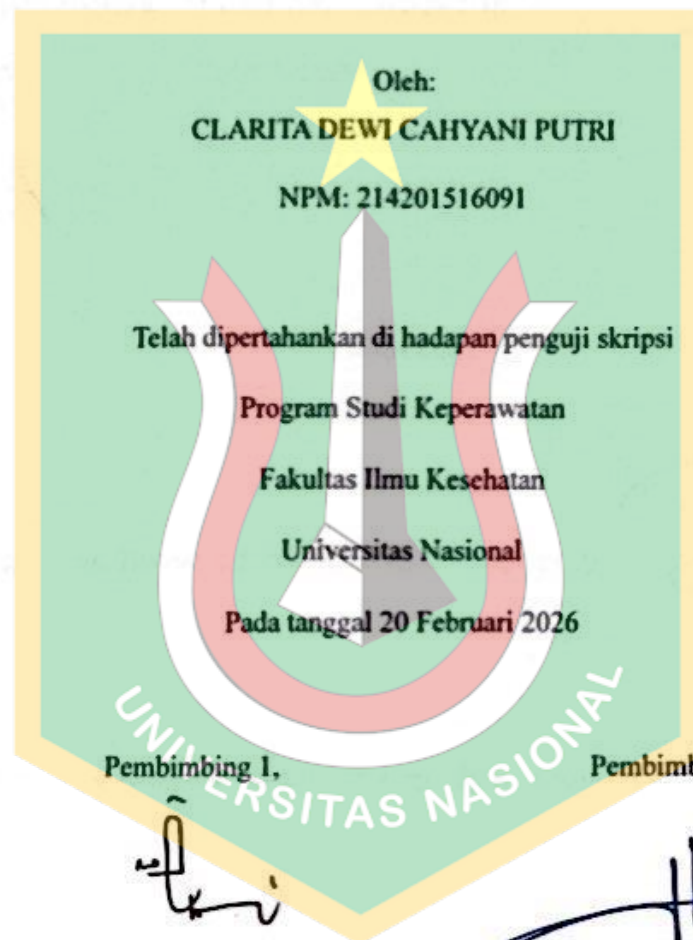 Oleh:
CLARITA DEWI CAHYANI PUTRI
NPM: 214201516091
Telah dipertahankan di hadapan penguji skripsi
Program Studi Keperawatan
Fakultas Ilmu Kesehatan
Universitas Nasional
Pada tanggal 20 Februari 2026
Pembimbing 1,
UNIVERSITAS NASIONAL